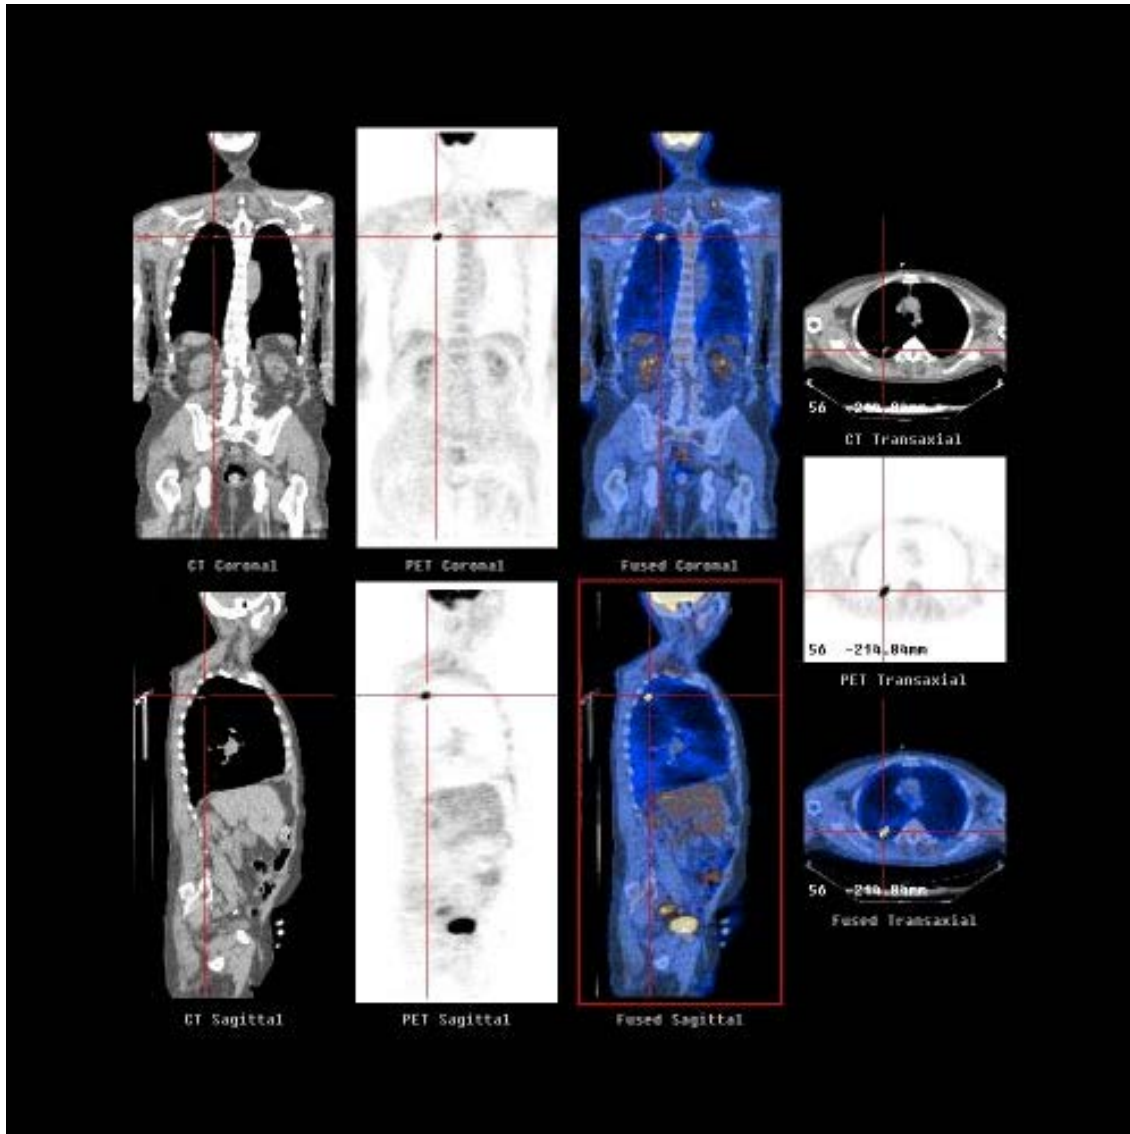 CT Coronal
PET Coronal
Fused Coronal
56 -214.84mm
CT Transaxial
56 -214.84mm
PET Transaxial
56 -214.84mm
Fused Transaxial
CT Sagittal
PET Sagittal
Fused Sagittal